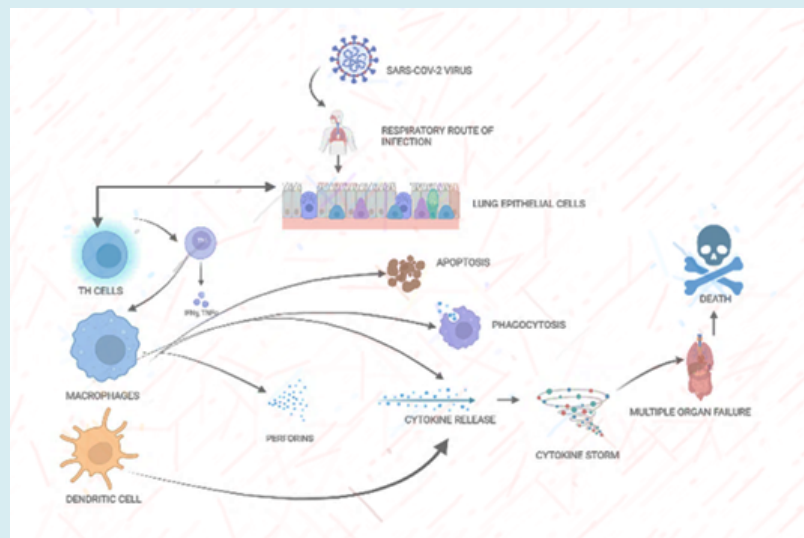 SARS-COV-2 VIRUS
RESPIRATORY ROUTE OF
INFECTION
LUNG EPITHELIAL CELLS
TH CELLS
APOPTOSIS
DEATH
PHAGOCYTOSIS
MACROPHAGES
PERFORINS
CYTOKINE RELEASE
MULTIPLE ORGAN FAILURE
CYTOKINE STORM
DENDRITIC CELL